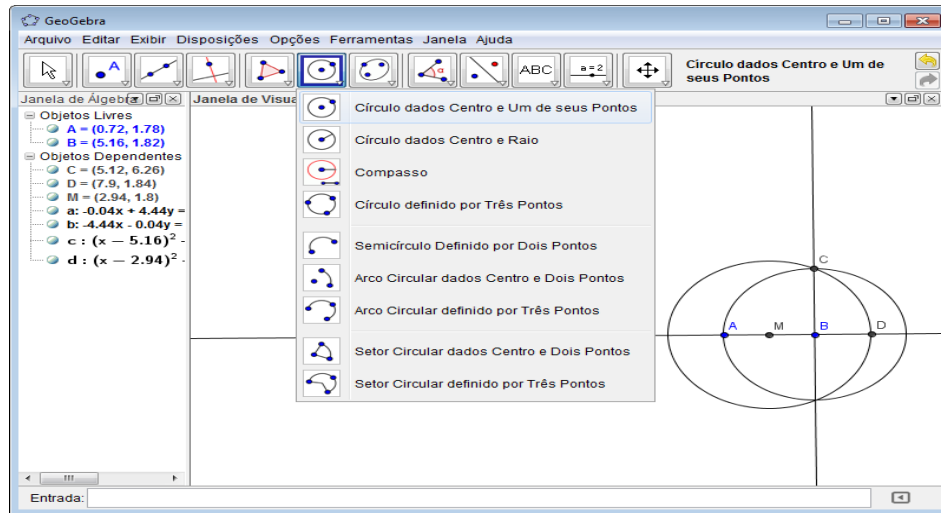 GeoGebra
Arquivo Editar Exibir Disposições Opções Ferramentas Janela Ajuda
A
α
ABC
a=2
Circulo dados Centro e Um de
seus Pontos
Janela de Álgebra
Janela de Visua
Objetos Livres
A = (0.72, 1.78)
B = (5.16, 1.82)
Objetos Dependentes
C = (5.12, 6.26)
D = (7.9, 1.84)
M = (2.94, 1.8)
a: -0.04x + 4.44y =
b: -4.44x - 0.04y =
c : (x − 5.16)² -
d : (x − 2.94)² -
Círculo dados Centro e Um de seus Pontos
Círculo dados Centro e Raio
Compasso
Círculo definido por Três Pontos
Semicírculo Definido por Dois Pontos
Arco Circular dados Centro e Dois Pontos
Arco Circular definido por Três Pontos
Setor Circular dados Centro e Dois Pontos
Setor Circular definido por Três Pontos
C
A M B D
Entrada: